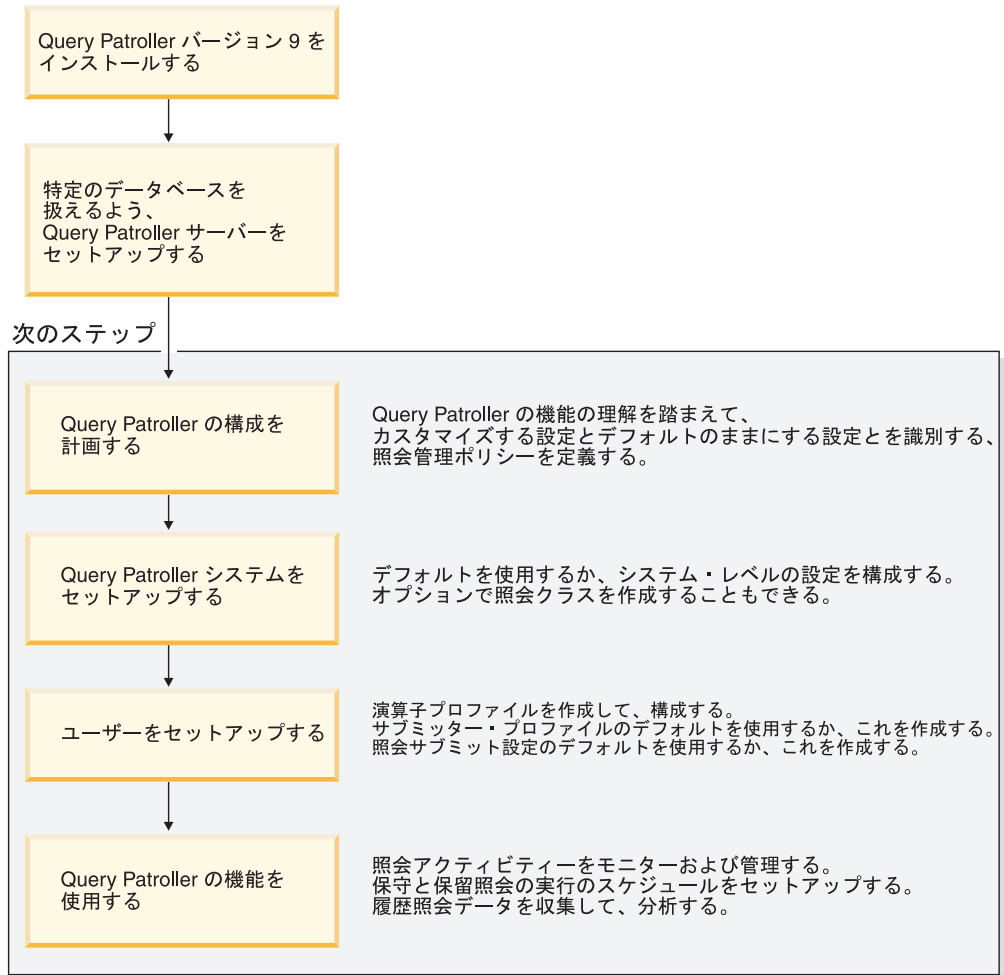 Query Patroller バージョン 9 を
インストールする
特定のデータベースを
扱えるよう、
Query Patroller サーバーを
セットアップする
次のステップ
Query Patroller の構成を
計画する
Query Patroller の機能の理解を踏まえて、
カスタマイズする設定とデフォルトのままにする設定とを識別する、
照会管理ポリシーを定義する。
Query Patroller システムを
セットアップする
デフォルトを使用するか、システム・レベルの設定を構成する。
オプションで照会クラスを作成することもできる。
ユーザーをセットアップする
演算子プロファイルを作成して、構成する。
サブミッター・プロファイルのデフォルトを使用するか、これを作成する。
照会サブミット設定のデフォルトを使用するか、これを作成する。
Query Patroller の機能を
使用する
照会アクティビティーをモニターおよび管理する。
保守と保留照会の実行のスケジュールをセットアップする。
履歴照会データを収集して、分析する。